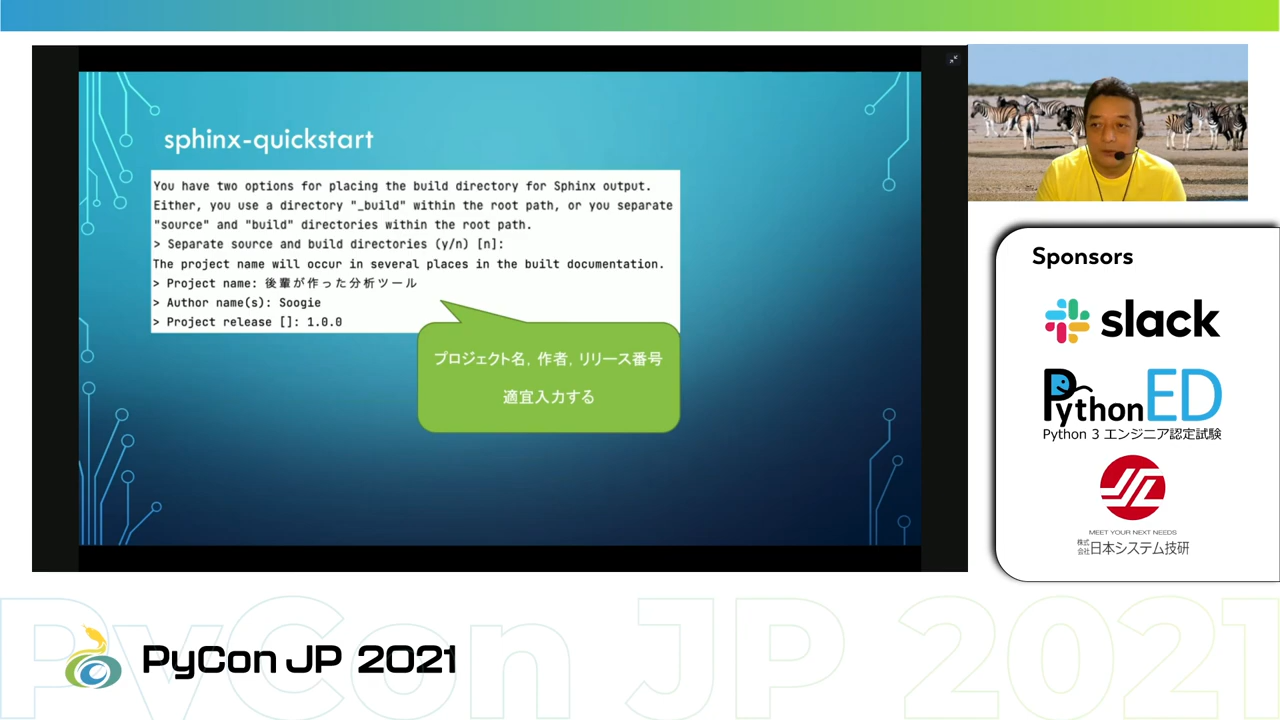 sphinx-quickstart
You have two options for placing the build directory for Sphinx output.
Either, you use a directory "_build" within the root path, or you separate
"source" and "build" directories within the root path.
> Separate source and build directories (y/n) [n]:
The project name will occur in several places in the built documentation.
> Project name: 後輩が作った分析ツール
> Author name(s): Soogie
> Project release []: 1.0.0
プロジェクト名, 作者, リリース番号
適宜入力する
Sponsors
slack
PythonED
Python 3 エンジニア認定試験
MEET YOUR NEXT NEEDS
株式会社日本システム技研
PyCon JP 2021
PyCon JP 2021
PyCon JP 2021